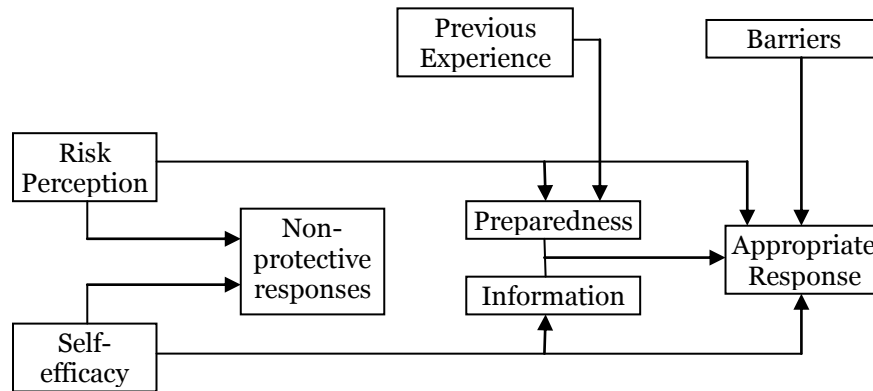 Previous
Experience
Barriers
Risk
Perception
Non-
protective
responses
Preparedness
Appropriate
Response
Information
Self-
efficacy